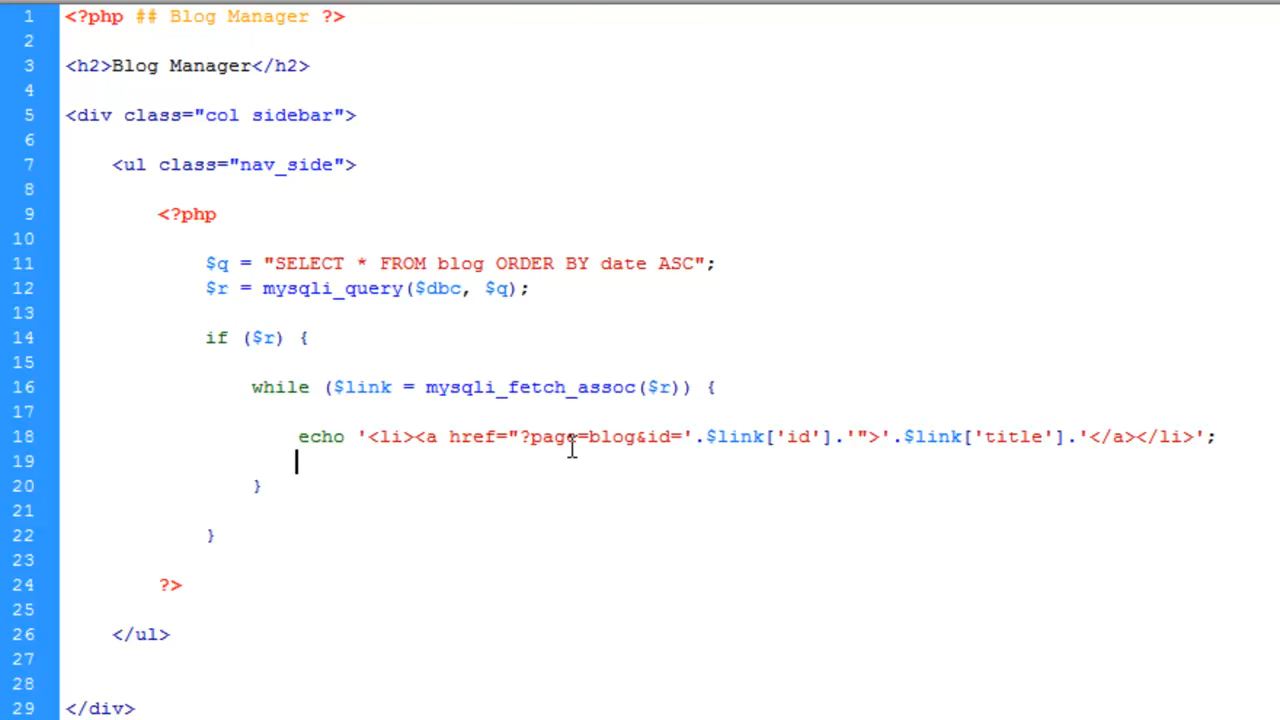 1 <?php ## Blog Manager ?>
2
3 <h2>Blog Manager</h2>
4
5 <div class="col sidebar">
6
7 <ul class="nav_side">
8
9 <?php
10
11 $q = "SELECT * FROM blog ORDER BY date ASC";
12 $r = mysqli_query($dbc, $q);
13
14 if ($r) {
15
16 while ($link = mysqli_fetch_assoc($r)) {
17
18 echo '<li><a href="?page=blog&id='.$link['id'].'">'.$link['title'].'</a></li>';
19
20 }
21
22 }
23
24 ?>
25
26 </ul>
27
28
29 </div>